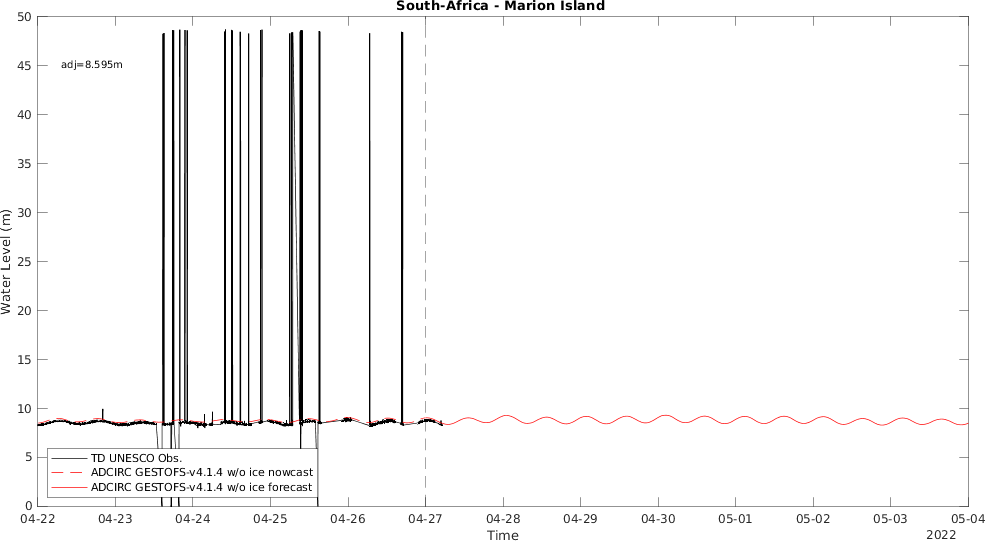 South-Africa - Marion Island
50
45
40
35
30
25
20
15
10
5
0
Water Level (m)
adj=8.595m
TD UNESCO Obs.
ADCIRC GESTOFS-v4.1.4 w/o ice nowcast
ADCIRC GESTOFS-v4.1.4 w/o ice forecast
04-22 04-23 04-24 04-25 04-26 04-27 04-28 04-29 04-30 05-01 05-02 05-03 05-04
Time
2022